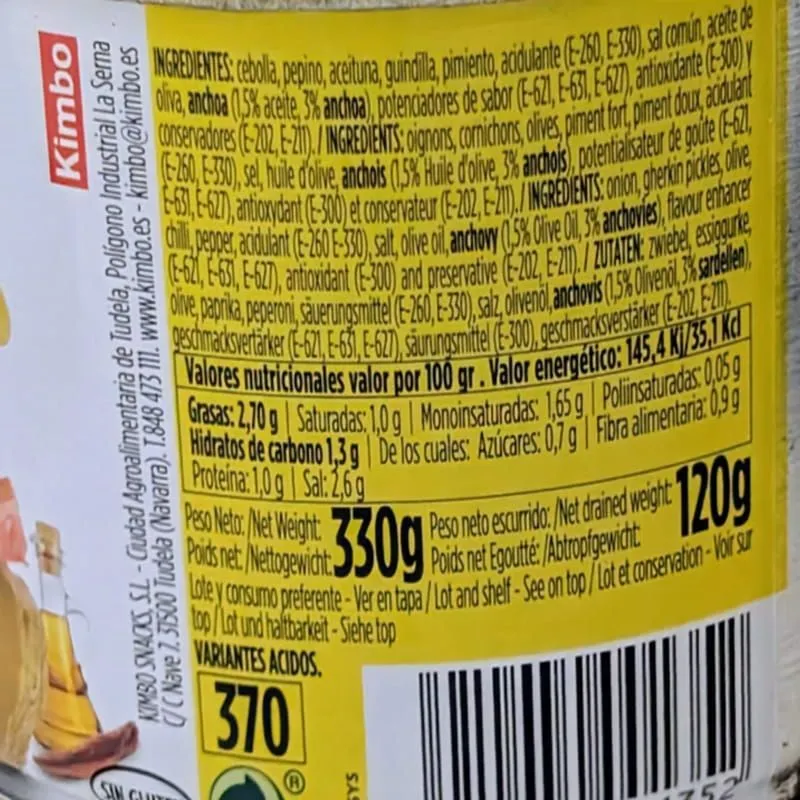 Kimbo
KIMBO SNACKS, S.L. - Ciudad Agroalimentaria de Tudela, Polígono Industrial La Serna
C/ C Nave 7. 31500 Tudela (Navarra). T.848 473 111. www.kimbo.es - kimbo@kimbo.es
INGREDIENTES: cebolla, pepino, aceituna, guindilla, pimiento, acidulante (E-260, E-330), sal común, aceite de
oliva, anchoa (1,5% aceite, 3% anchoa), potenciadores de sabor (E-621, E-631, E-627), antioxidante (E-300) y
conservadores (E-202, E-211). / INGREDIENTS: oignons, cornichons, olives, piment fort, piment doux, acidulant
(E-260, E-330), sel, huile d'olive, anchois (1,5% Huile d'olive, 3% anchois), potentialisateur de goûte (E-621,
E-631, E-627), antioxydant (E-300) et conservateur (E-202, E-211). / INGREDIENTS: onion, gherkin pickles, olive,
chilli, pepper, acidulant (E-260 E-330), salt, olive oil, anchovy (1,5% Olive Oil, 3% anchovies), flavour enhancer
(E-621, E-631, E-627), antioxidant (E-300) and preservative (E-202, E-211). / ZUTATEN: zwiebel, essiggurke,
olive, paprika, peperoni, säuerungsmittel (E-260, E-330), salz, olivenöl, anchovis (1,5% Olivenöl, 3% sardellen),
geschmacksvertärker (E-621, E-631, E-627), säurungsmittel (E-300), geschmacksverstärker (E-202, E-211).
Valores nutricionales valor por 100 gr. Valor energético: 145,4 Kj/35,1 Kcl
Grasas: 2,70 g | Saturadas: 1,0 g | Monoinsaturadas: 1,65 g | Poliinsaturadas: 0,05 g
Hidratos de carbono 1,3 g | De los cuales: Azúcares: 0,7 g | Fibra alimentaria: 0,9 g
Proteína: 1,0 g | Sal: 2,6 g
Peso Neto: /Net Weight: 330g Peso neto escurrido: /Net drained weight: 120g
Poids net: /Nettogewicht: Poids net Egoutté: /Abtropfgewicht:
Lote y consumo preferente - Ver en tapa / Lot and shelf - See on top / Lot et conservation - Voir sur
top / Lot und haltbarkeit - Siehe top
VARIANTES ACIDOS.
370
®
SYS
SIN